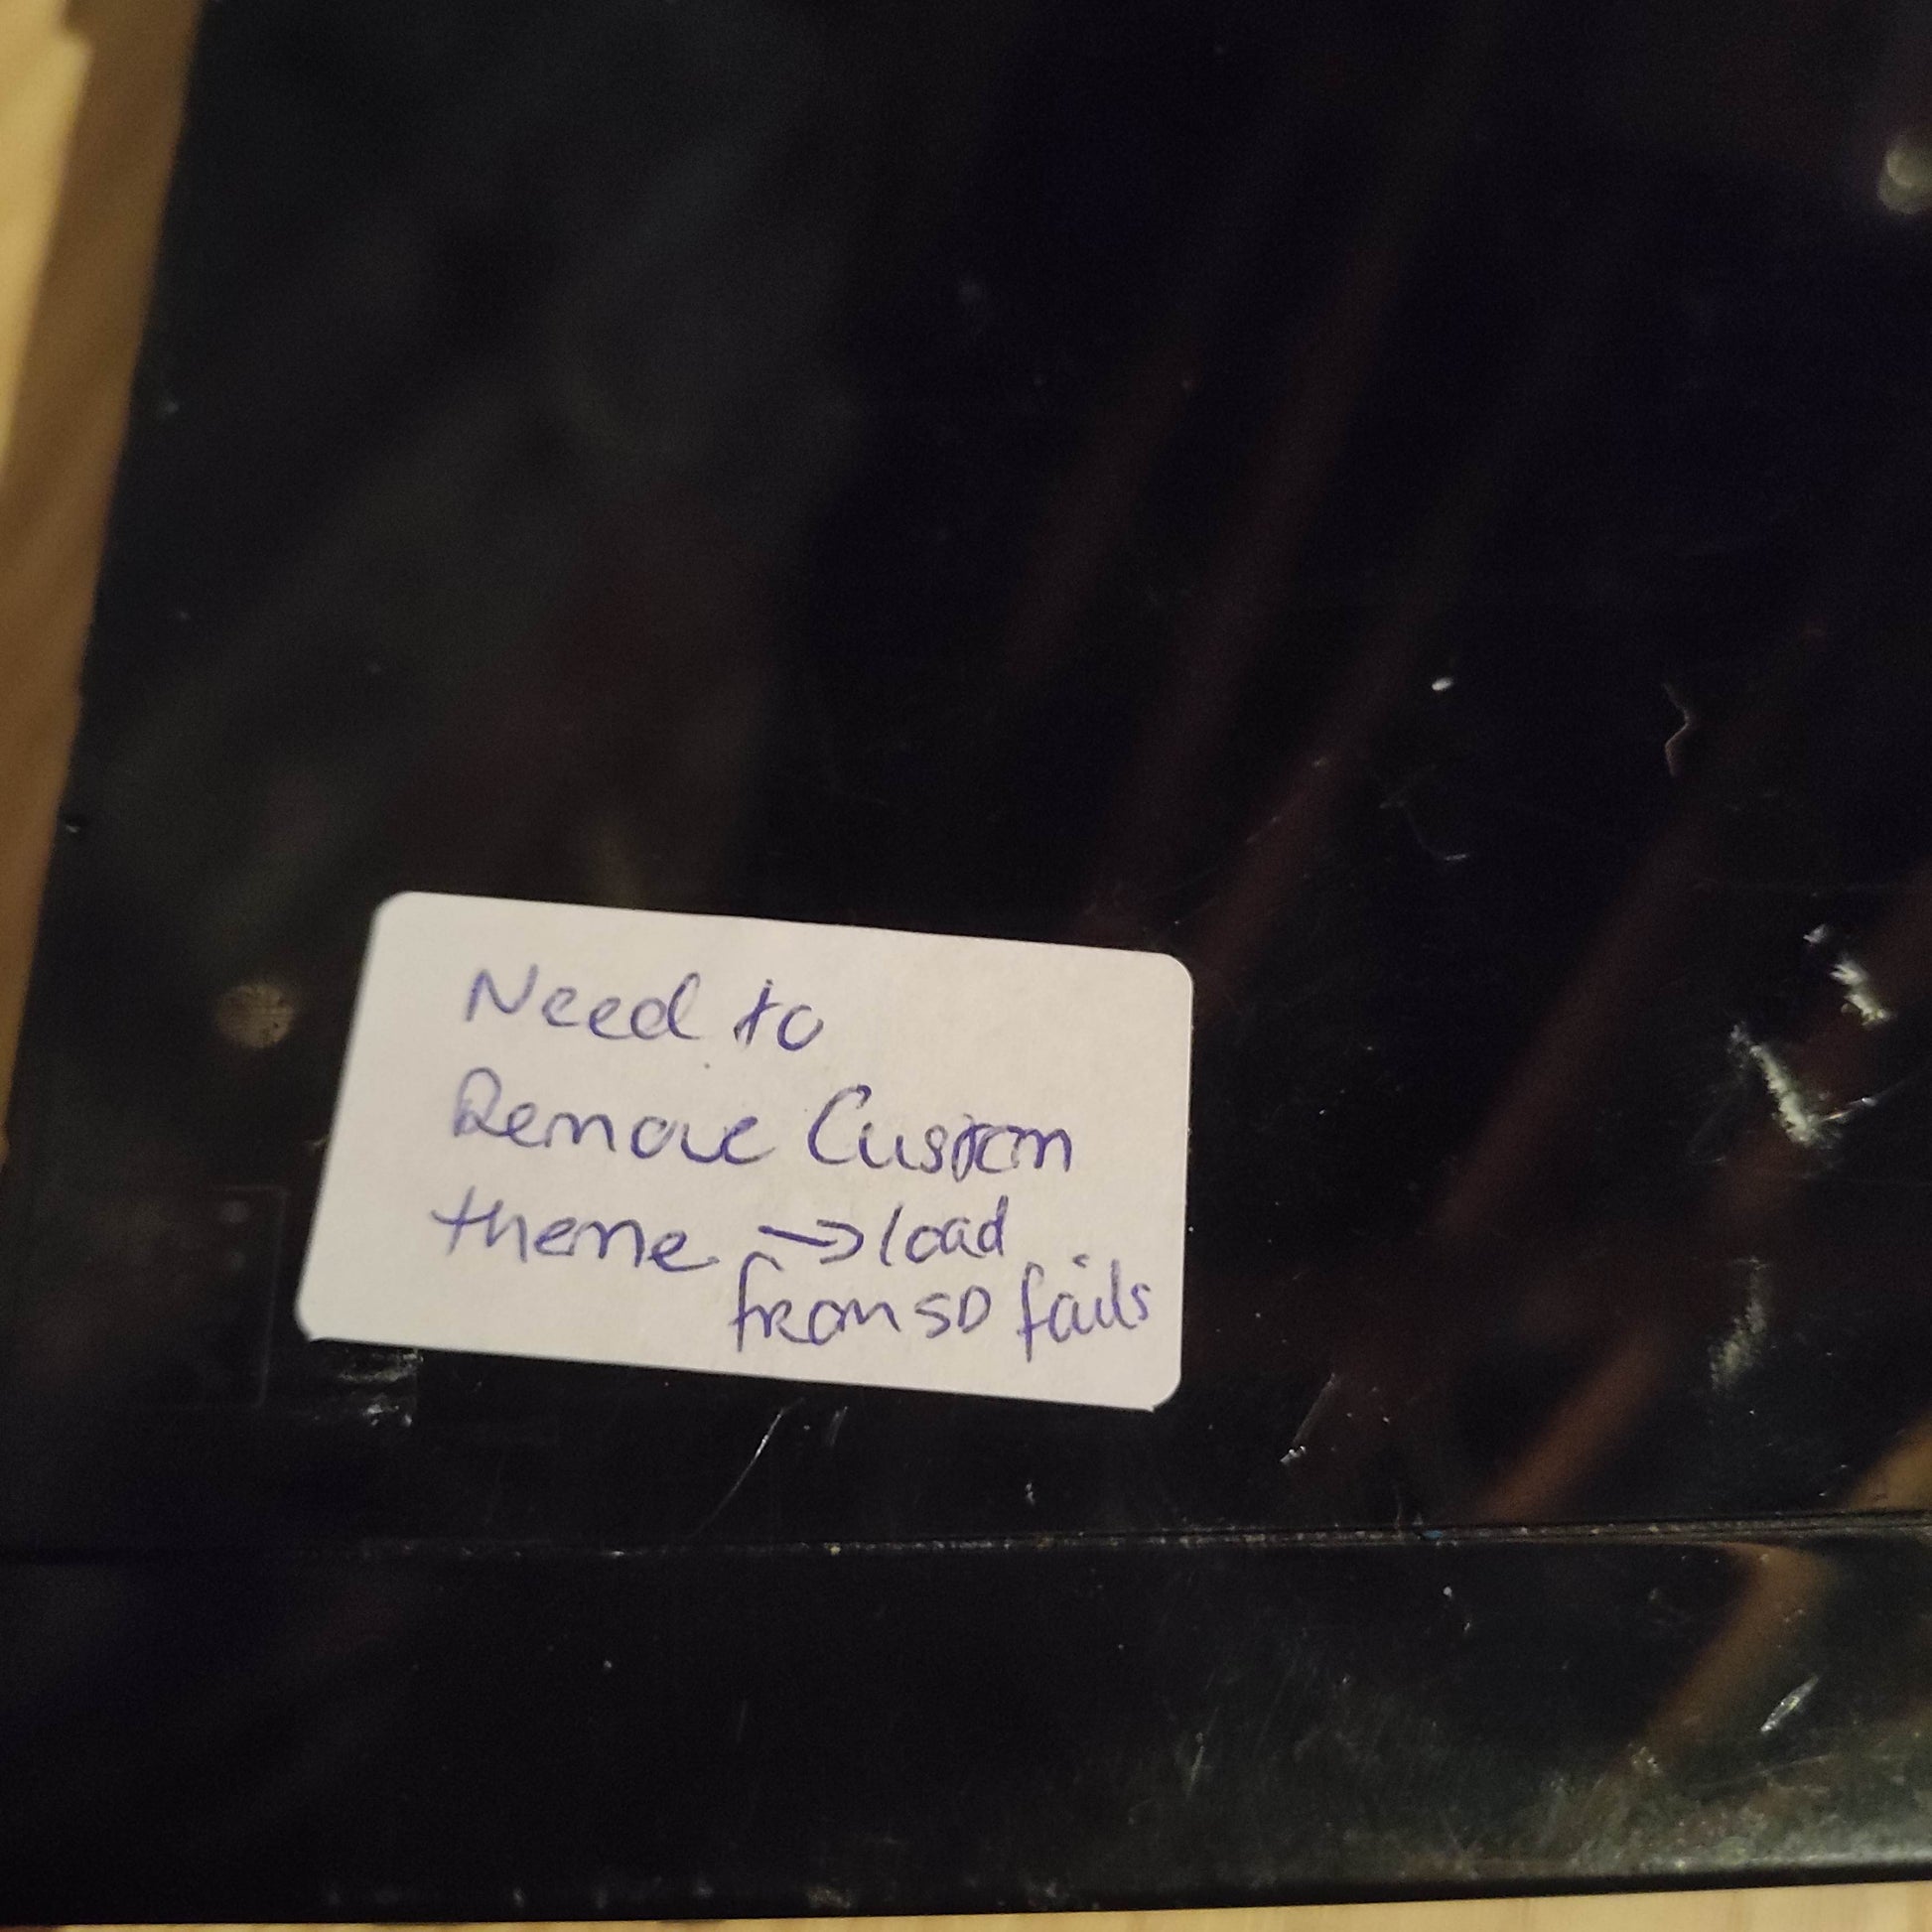 Need to
Remove Custom
theme → load
from SD fails